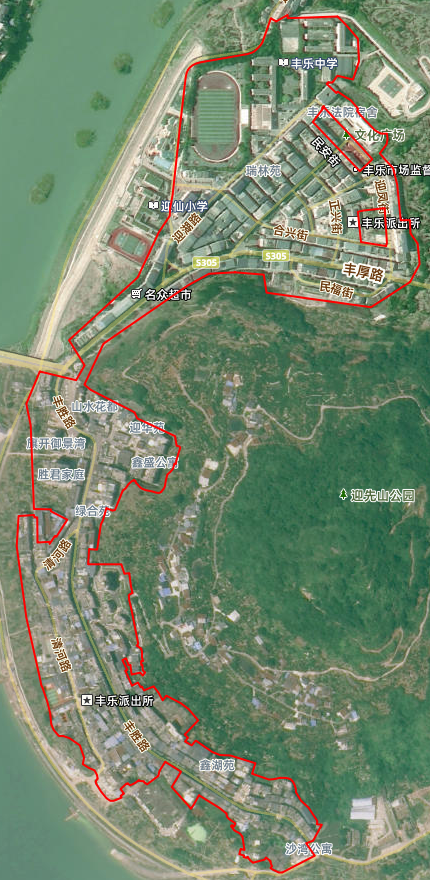 丰乐中学
丰乐法院宿舍
文化广场
民安街
丰乐市场监督
瑞林苑
迎凤街
迎仙小学
正兴街
丰乐派出所
迎湖路
合兴街
S305
S305
丰厚路
民福街
名众超市
山水花都
丰胜路
迎华苑
御景湾
鑫盛公寓
胜君家庭
迎先山公园
绿合苑
清河路
清河路
丰乐派出所
丰胜路
鑫湖苑
沙湾公寓